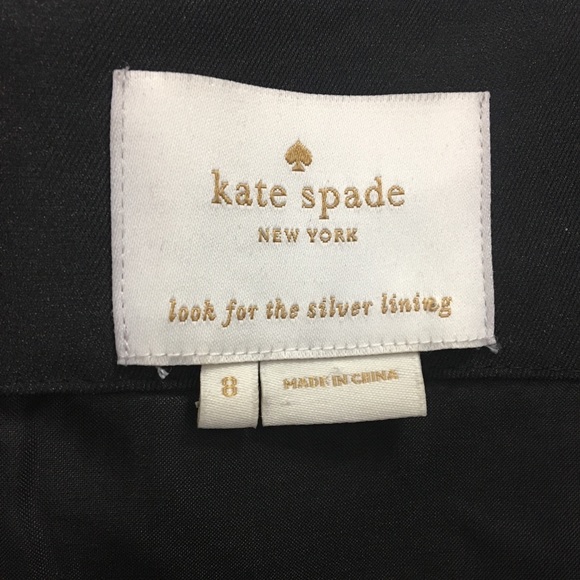 kate spade
NEW YORK
look for the silver lining
8
MADE IN CHINA